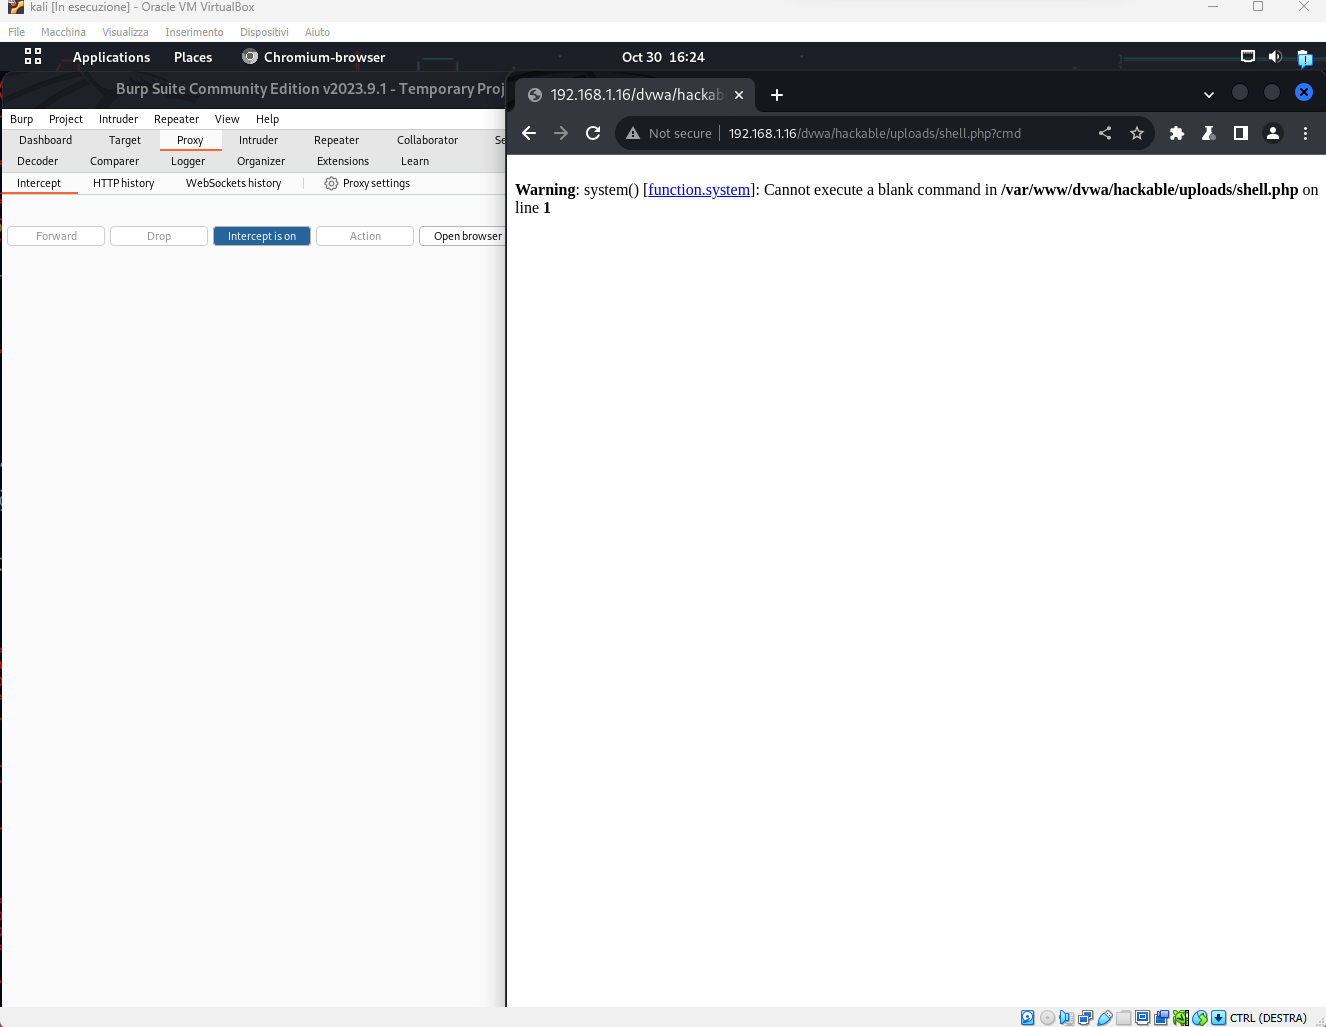 kali [In esecuzione] - Oracle VM VirtualBox
File Macchina Visualizza Inserimento Dispositivi Aiuto
Applications Places Chromium-browser Oct 30 16:24
Burp Suite Community Edition v2023.9.1 - Temporary Proj
192.168.1.16/dvwa/hackab
Burp Project Intruder Repeater View Help
Dashboard Target Proxy Intruder Repeater Collaborator Se
Not secure 192.168.1.16/dvwa/hackable/uploads/shell.php?cmd
Decoder Comparer Logger Organizer Extensions Learn
Intercept HTTP history WebSockets history Proxy settings
Forward Drop Intercept is on Action Open browser
Warning: system() [function.system]: Cannot execute a blank command in /var/www/dvwa/hackable/uploads/shell.php on
line 1
CTRL (DESTRA)